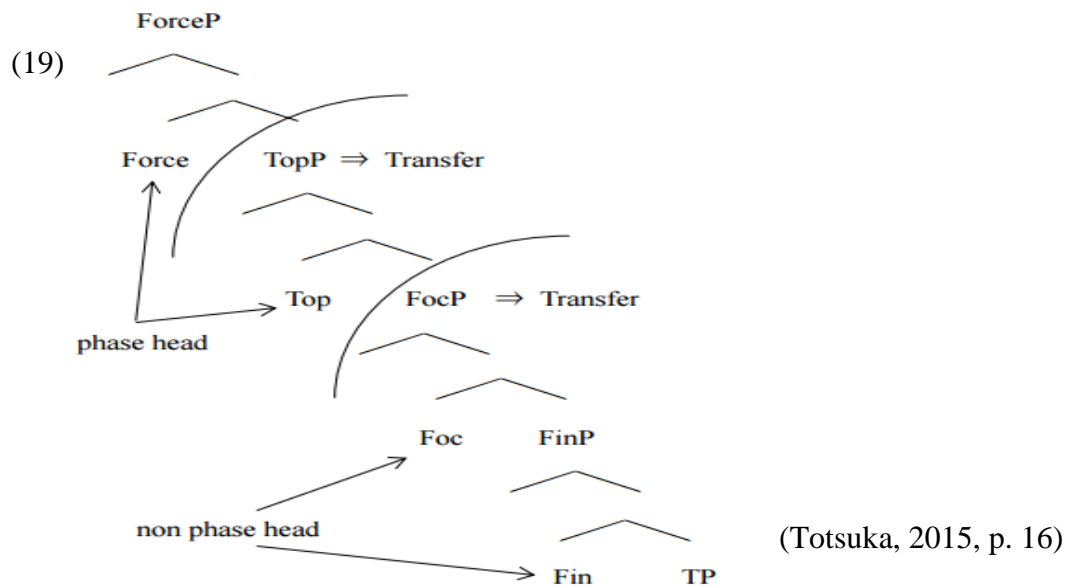 ForceP
(19)
Force TopP ⇒ Transfer
Top FocP ⇒ Transfer
phase head
Foc FinP
non phase head
(Totsuka, 2015, p. 16)
Fin TP